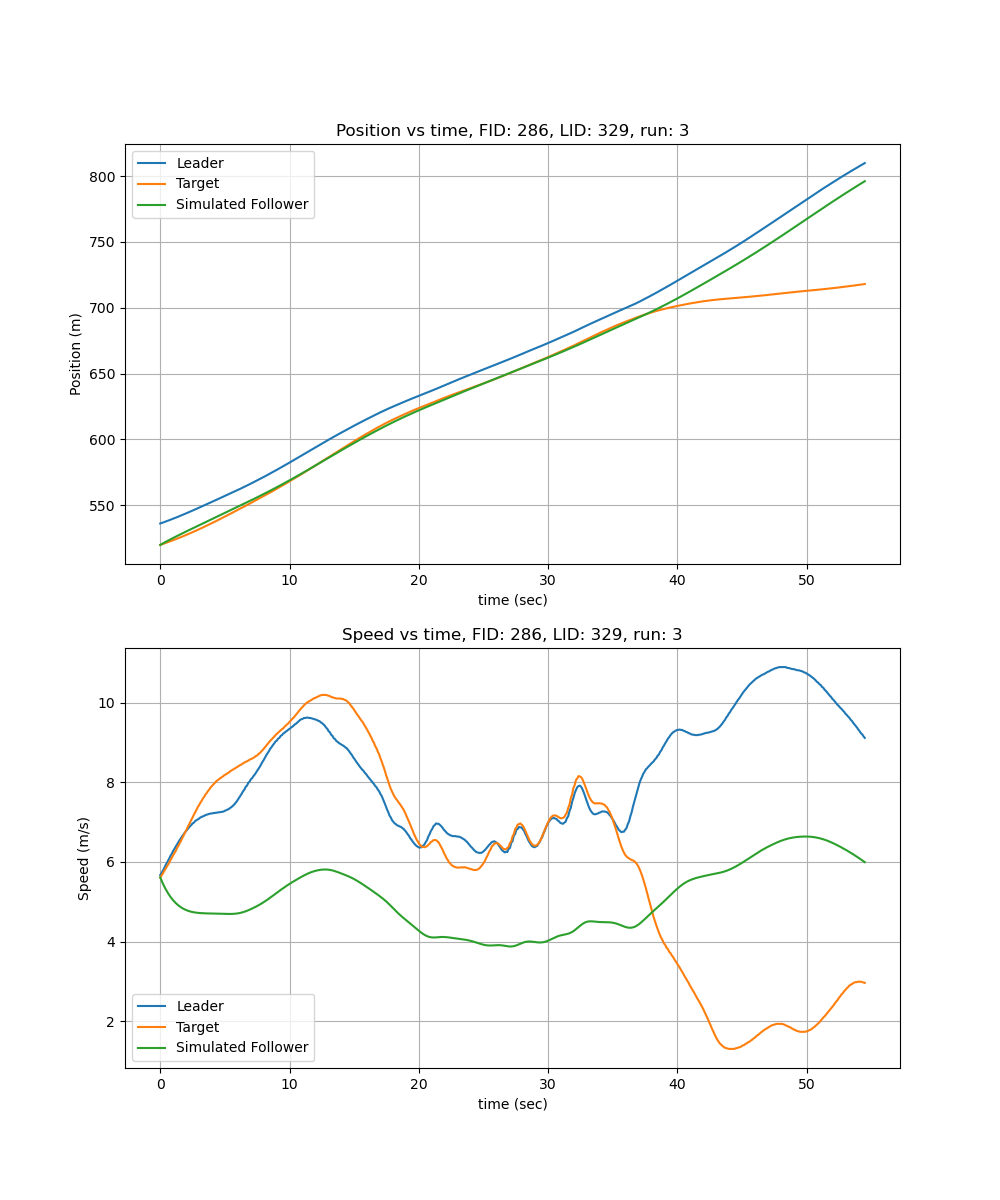 Position vs time, FID: 286, LID: 329, run: 3
Leader
Target
Simulated Follower
800
750
700
650
600
550
Position (m)
0 10 20 30 40 50
time (sec)
Speed vs time, FID: 286, LID: 329, run: 3
10
8
6
4
2
Speed (m/s)
Leader
Target
Simulated Follower
0 10 20 30 40 50
time (sec)